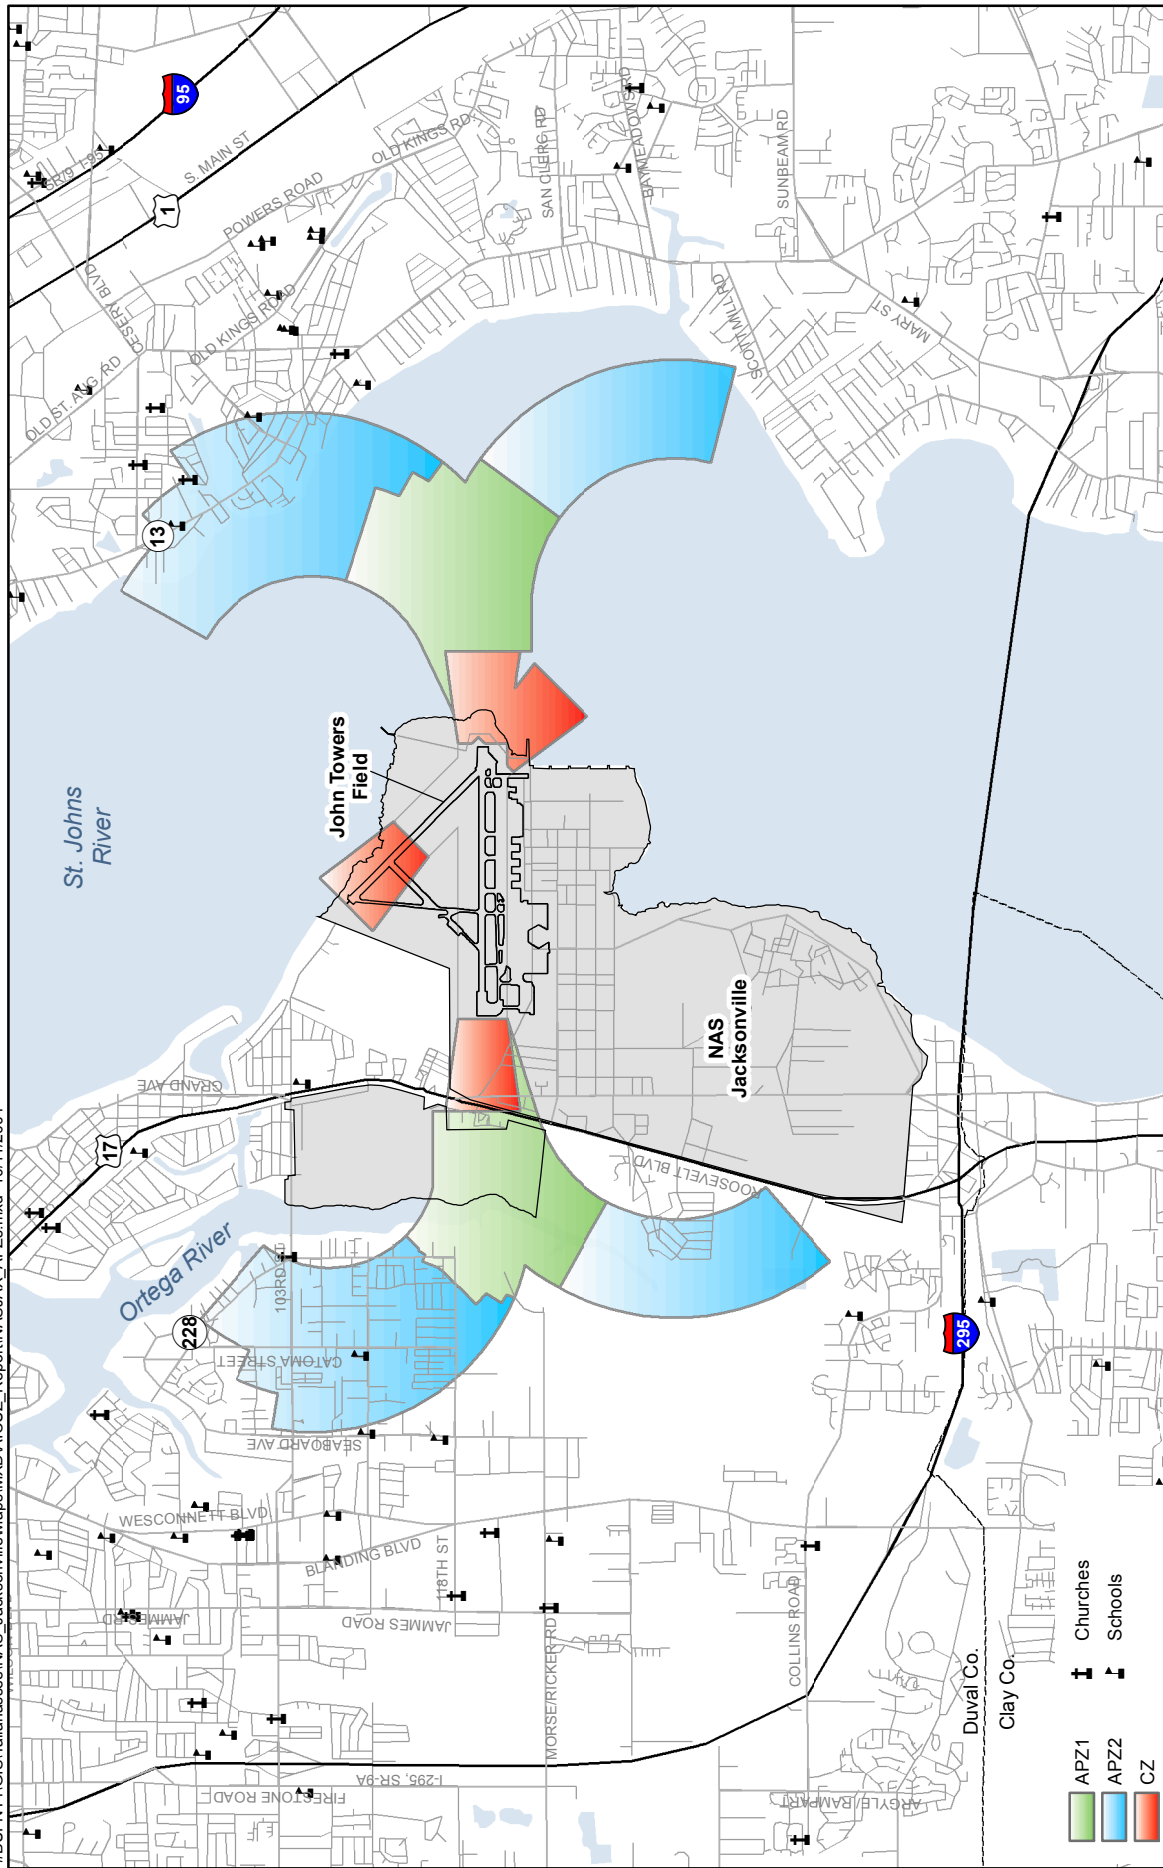 95
SR/9 I-95
S. MAIN ST
1
POWERS ROAD
OLD KINGS RD.
CESERY BLVD
OLD ST. AUG. RD
OLD KINGS ROAD
SAN CLERC RD
BAYMEADOWS RD
SUNBEAM RD
SCOTT MILL RD
MARY ST
13
St. Johns
River
John Towers
Field
NAS
Jacksonville
GRAND AVE
17
ROOSEVELT BLVD
Ortega River
228
103RD
CATOMA STREET
SEABOARD AVE
WESCONNETT BLVD
BLANDING BLVD
118TH ST
JAMMES RD
JAMMES ROAD
MORSE/RICKER RD
COLLINS ROAD
295
I-295, SR-9A
FIRESTONE ROAD
ARGYLE/RAMPART
Duval Co.
Clay Co.
APZ1
APZ2
CZ
Churches
Schools